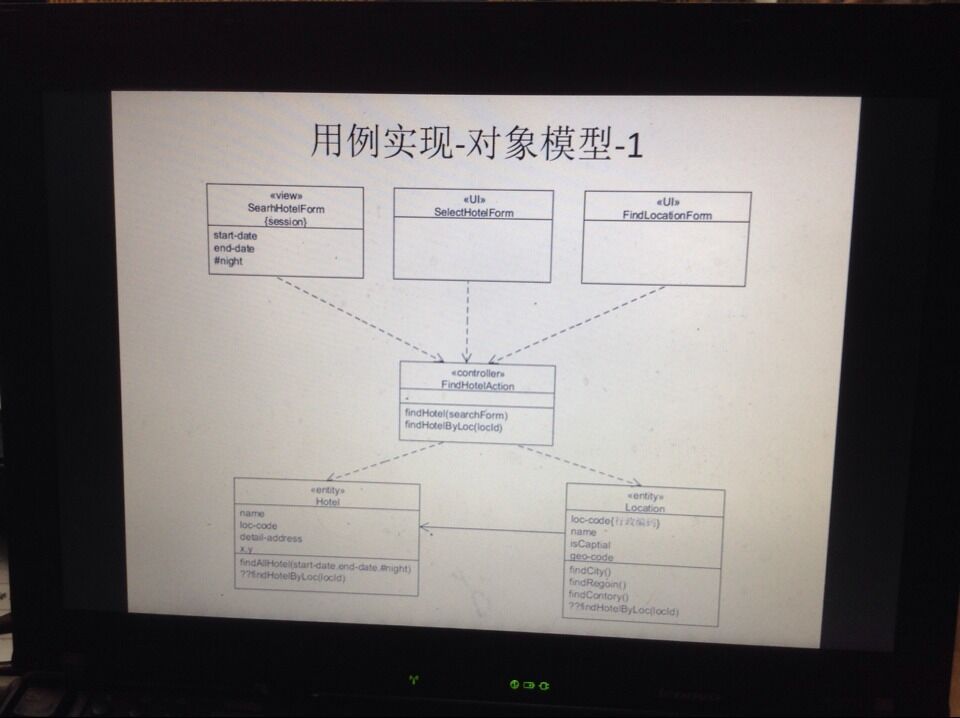 用例实现-对象模型-1
«view»
SearhHotelForm
{session}
start-date
end-date
#night
«UI»
SelectHotelForm
«UI»
FindLocationForm
«controller»
FindHotelAction
findHotel(searchForm)
findHotelByLoc(locId)
«entity»
Hotel
name
loc-code
detail-address
x,y
findAllHotel(start-date,end-date,#night)
??findHotelByLoc(locId)
«entity»
Location
loc-code{行政编码}
name
isCaptial
geo-code
findCity()
findRegoin()
findContory()
??findHotelByLoc(locId)